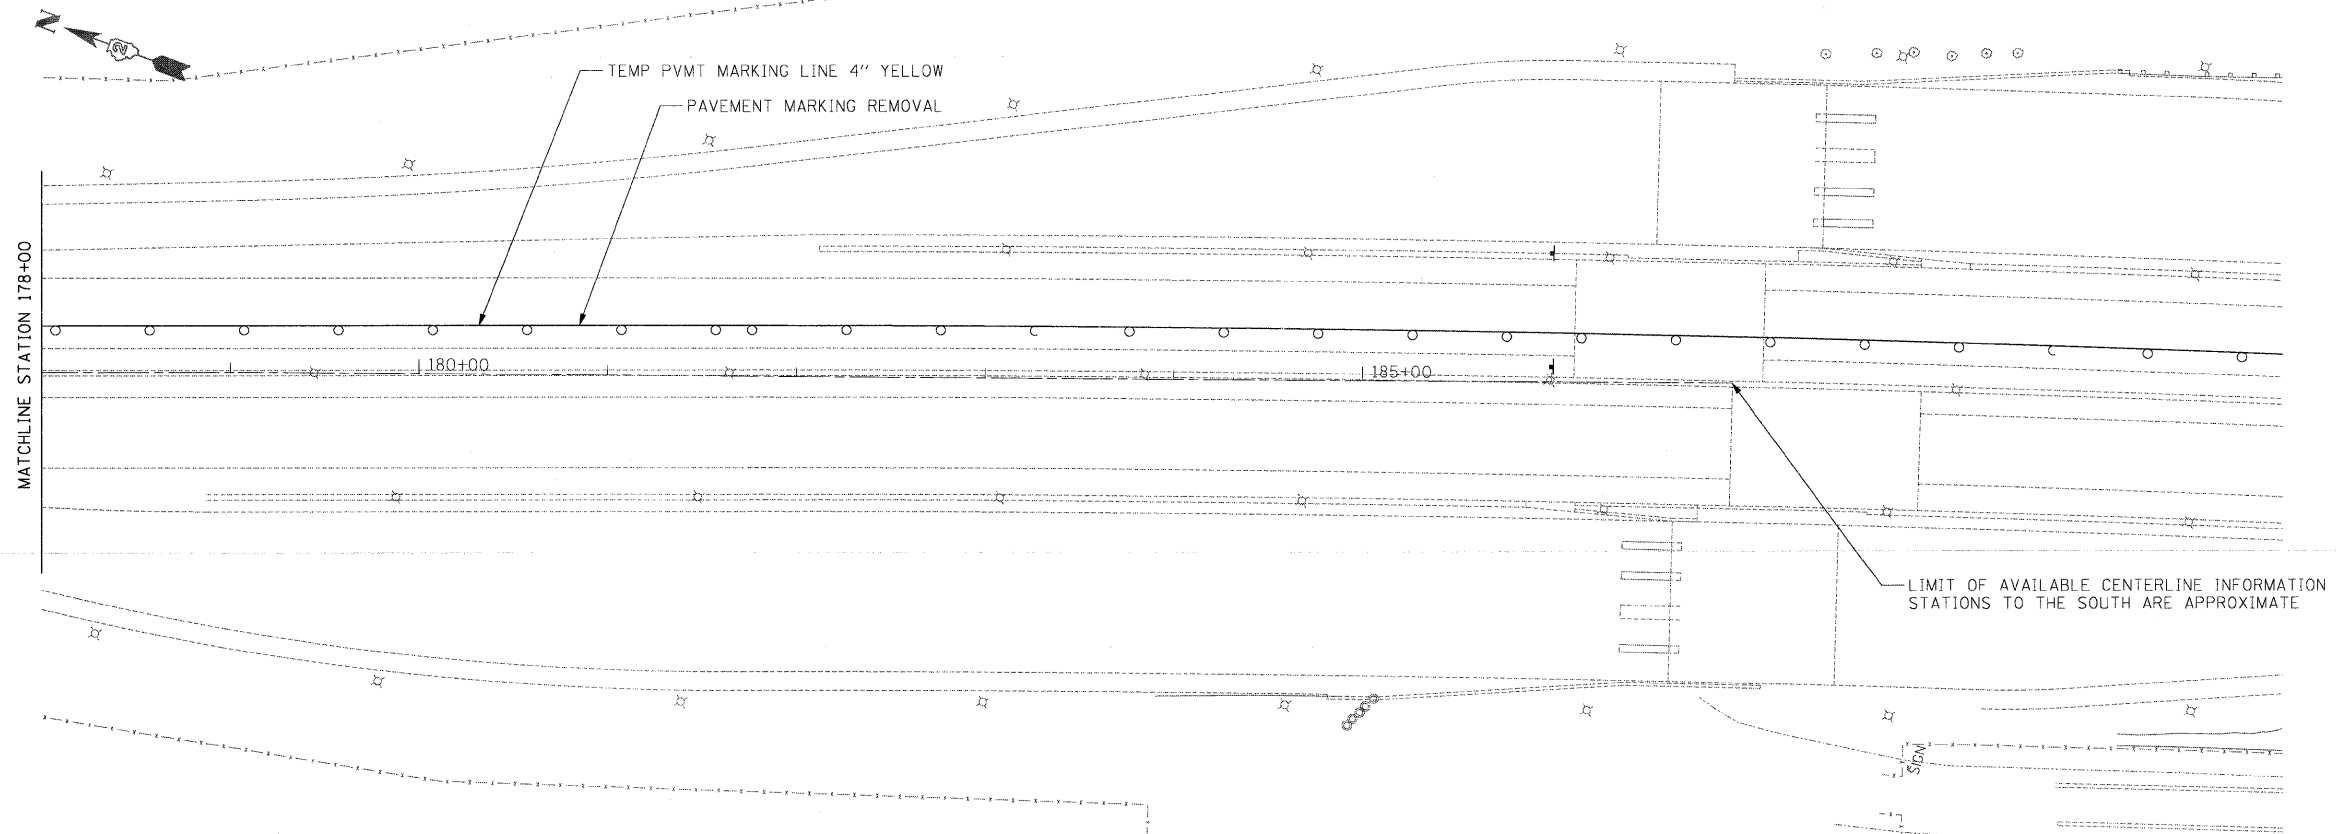 N
2
TEMP PVMT MARKING LINE 4" YELLOW
PAVEMENT MARKING REMOVAL
MATCHLINE STATION 178+00
180+00
185+00
LIMIT OF AVAILABLE CENTERLINE INFORMATION
STATIONS TO THE SOUTH ARE APPROXIMATE
SIGN